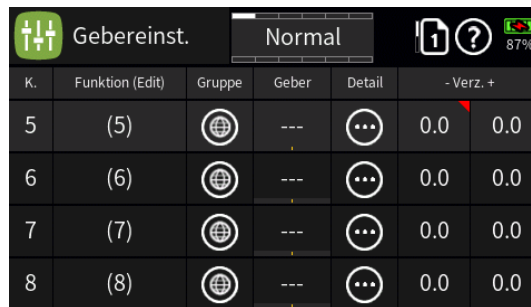 Gebereinst. Normal 1 ? 87%
K. Funktion (Edit) Gruppe Geber Detail - Verz. +
5 (5) --- 0.0 0.0
6 (6) --- 0.0 0.0
7 (7) --- 0.0 0.0
8 (8) --- 0.0 0.0